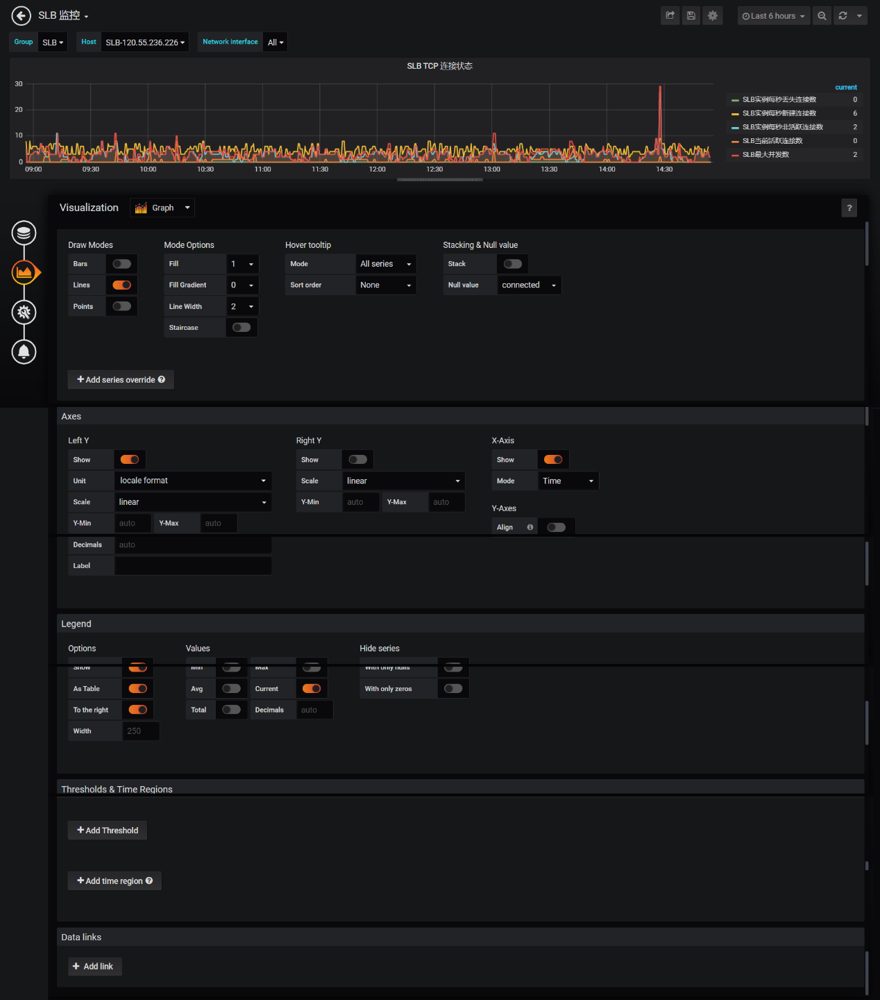 SLB 监控
Last 6 hours
Group SLB Host SLB-120.55.236.226 Network interface All
SLB TCP 连接状态
30
20
10
0
09:00 09:30 10:00 10:30 11:00 11:30 12:00 12:30 13:00 13:30 14:00 14:30
current
SLB实例每秒丢失连接数 0
SLB实例每秒新建连接数 6
SLB实例每秒非活跃连接数 2
SLB当前活跃连接数 0
SLB最大并发数 2
Visualization Graph ?
Draw Modes Mode Options Hover tooltip Stacking & Null value
Bars Fill 1 Mode All series Stack
Lines Fill Gradient 0 Sort order None Null value connected
Points Line Width 2
Staircase
Add series override
Axes
Left Y Right Y X-Axis
Show Show Show
Unit locale format Scale linear Mode Time
Scale linear Y-Min auto Y-Max auto
Y-Axes
Y-Min auto Y-Max auto Align
Decimals auto
Label
Legend
Options Values Hide series
Show Min Max With only nulls
As Table Avg Current With only zeros
To the right Total Decimals auto
Width 250
Thresholds & Time Regions
Add Threshold
Add time region
Data links
Add link